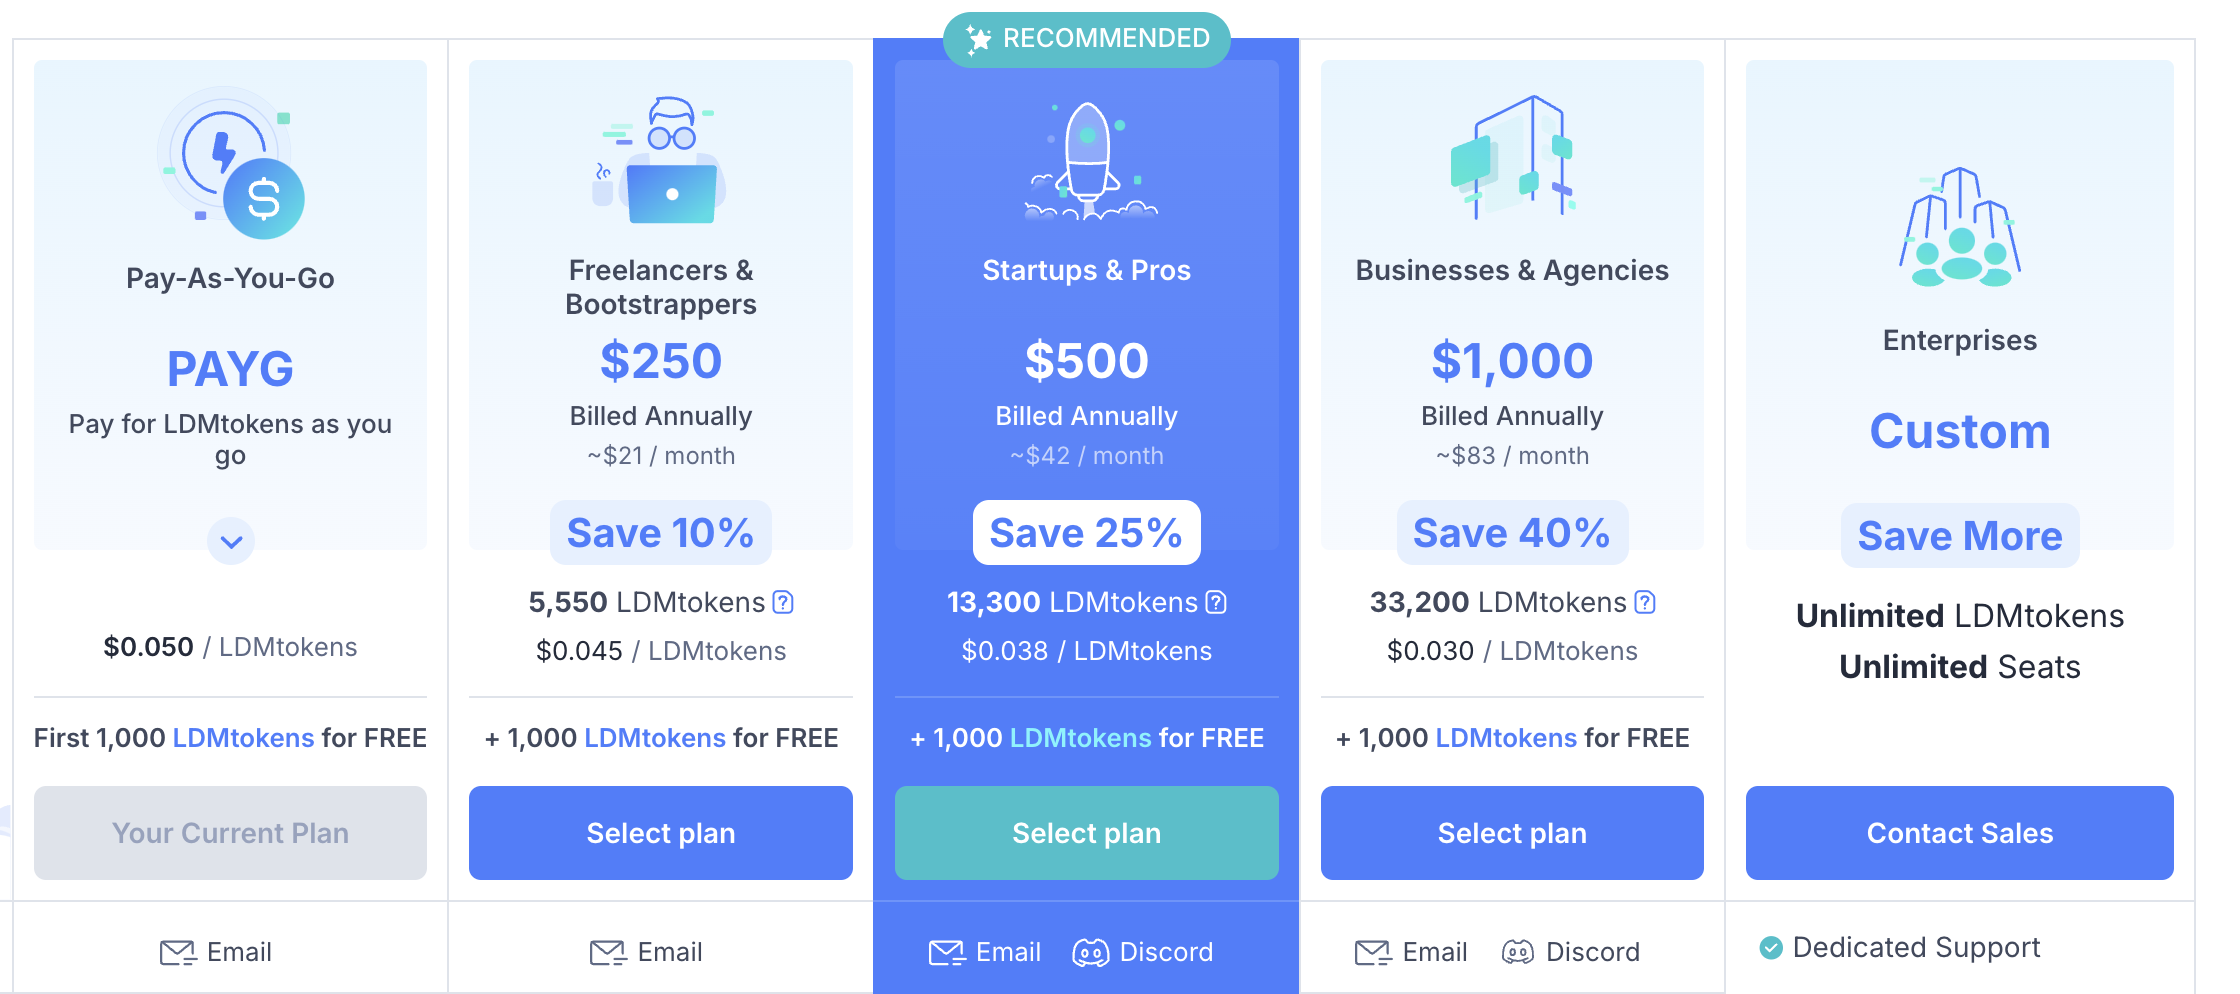 RECOMMENDED
Pay-As-You-Go
PAYG
Pay for LDMtokens as you
go
$0.050 / LDMtokens
First 1,000 LDMtokens for FREE
Your Current Plan
Email
Freelancers &
Bootstrappers
$250
Billed Annually
~$21 / month
Save 10%
5,550 LDMtokens ?
$0.045 / LDMtokens
+ 1,000 LDMtokens for FREE
Select plan
Email
Startups & Pros
$500
Billed Annually
~$42 / month
Save 25%
13,300 LDMtokens ?
$0.038 / LDMtokens
+ 1,000 LDMtokens for FREE
Select plan
Email Discord
Businesses & Agencies
$1,000
Billed Annually
~$83 / month
Save 40%
33,200 LDMtokens ?
$0.030 / LDMtokens
+ 1,000 LDMtokens for FREE
Select plan
Email Discord
Enterprises
Custom
Save More
Unlimited LDMtokens
Unlimited Seats
Contact Sales
Dedicated Support